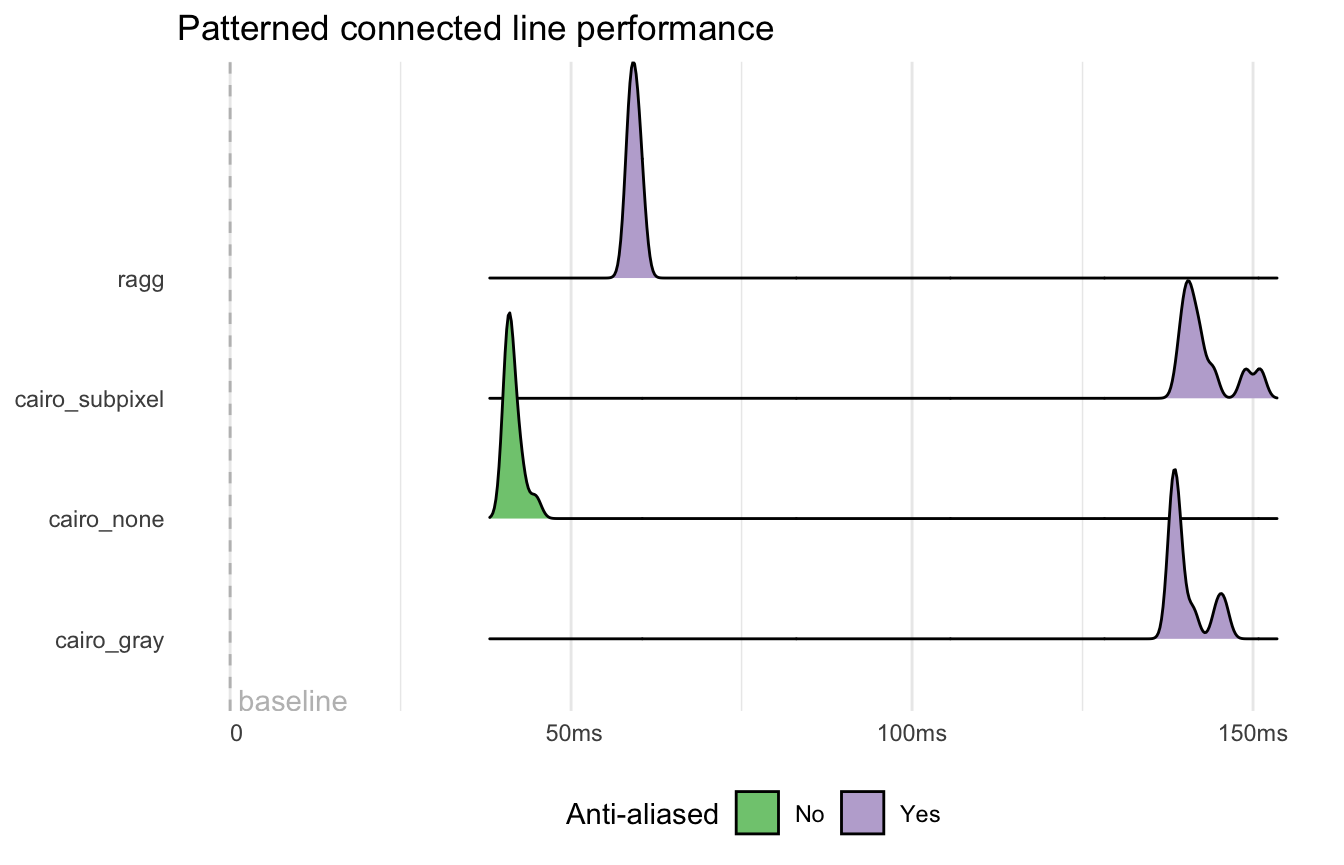 Patterned connected line performance
ragg
cairo_subpixel
cairo_none
cairo_gray
baseline
0 50ms 100ms 150ms
Anti-aliased No Yes